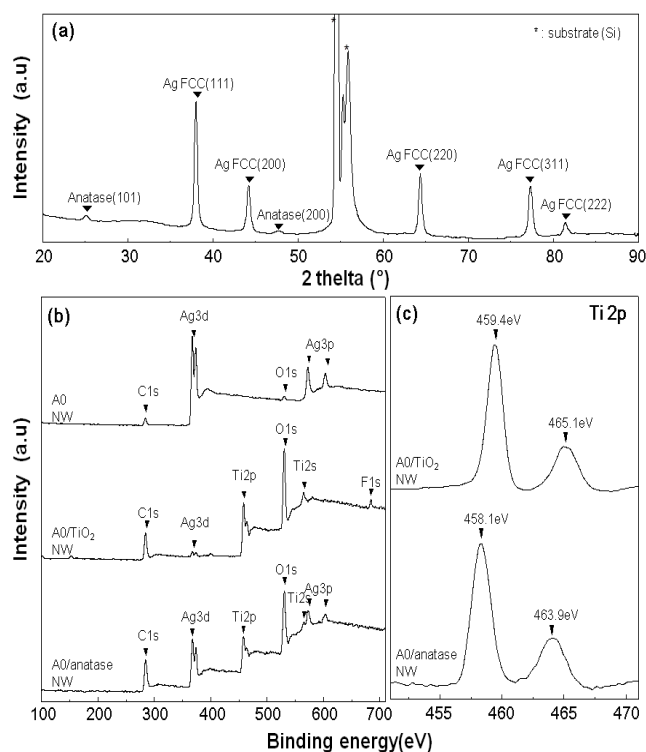 (a)
* : substrate (Si)
Ag FCC(111)
Ag FCC(200)
Ag FCC(220)
Ag FCC(311)
Ag FCC(222)
Anatase(101)
Anatase(200)
*
*
Intensity (a.u)
20 30 40 50 60 70 80 90
2 thelta (°)
(b)
Ag3d
Ag3p
C1s
O1s
A0
NW
O1s
Ti2p
Ti2s
F1s
C1s
Ag3d
A0/TiO2
NW
O1s
Ti2s
Ag3p
Ag3d
Ti2p
C1s
A0/anatase
NW
Intensity (a.u)
100 200 300 400 500 600 700
(c)
Ti 2p
459.4eV
465.1eV
A0/TiO2
NW
458.1eV
463.9eV
A0/anatase
NW
455 460 465 470
Binding energy(eV)